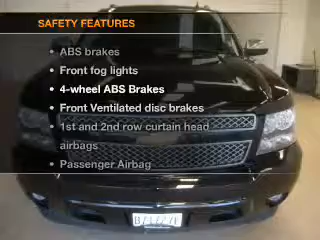 SAFETY FEATURES
• ABS brakes
• Front fog lights
• 4-wheel ABS Brakes
• Front Ventilated disc brakes
• 1st and 2nd row curtain head
airbags
• Passenger Airbag